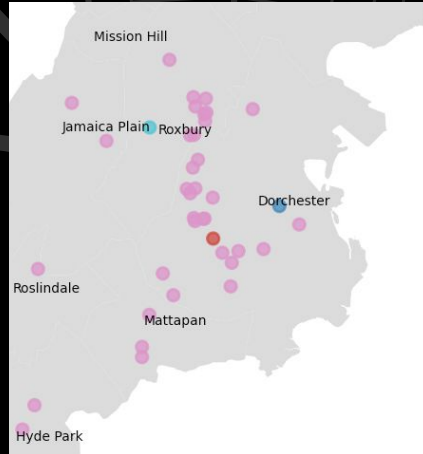 Mission Hill
Jamaica Plain
Roxbury
Dorchester
Roslindale
Mattapan
Hyde Park